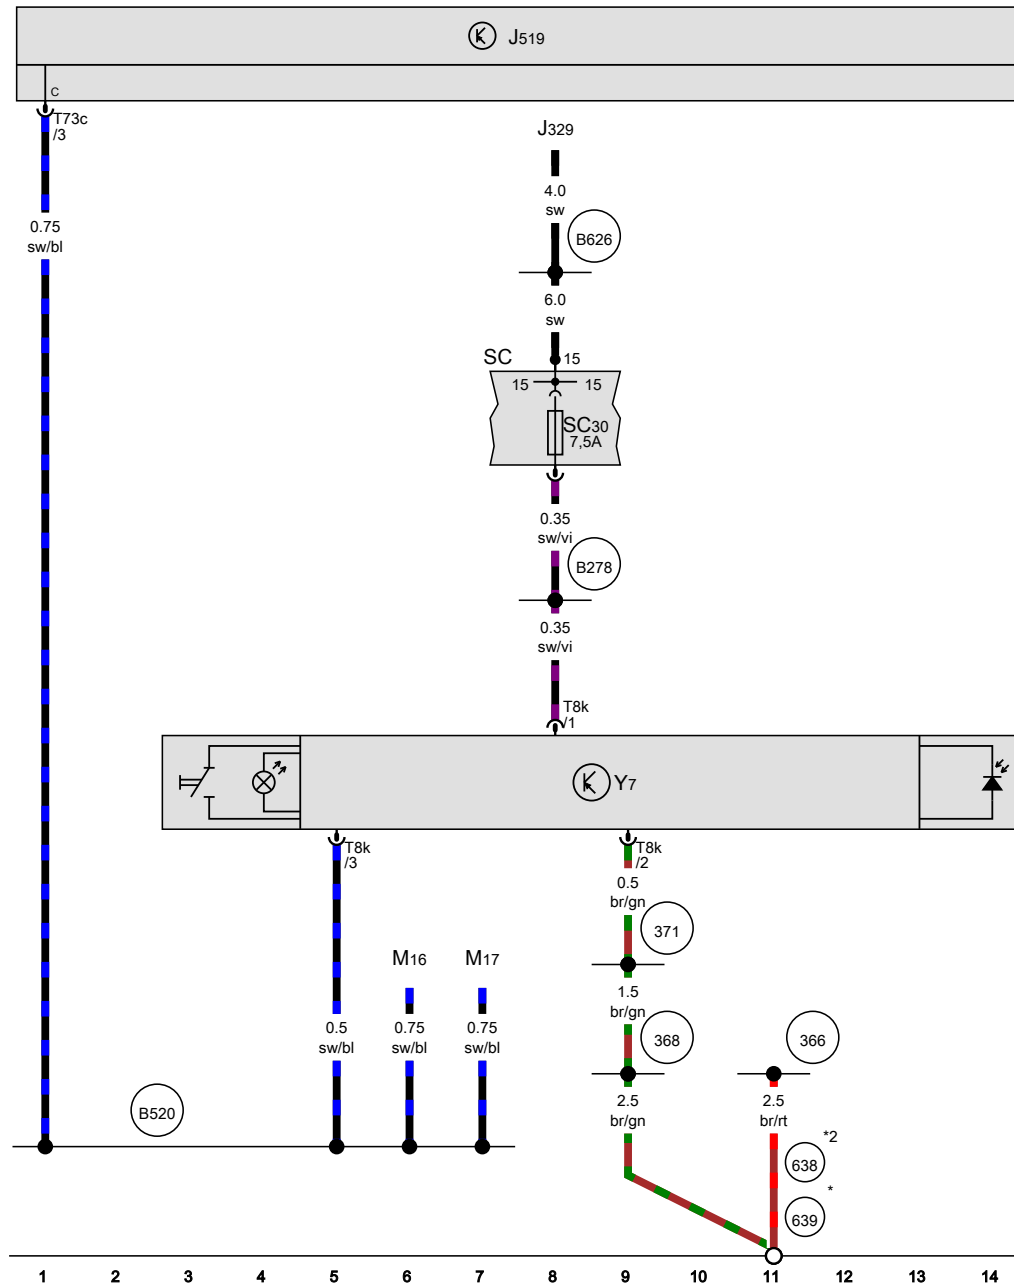 J519
C
T73c
/3
J329
4.0
sw
0.75
sw/bl
B626
6.0
sw
SC
15
15
15
SC30
7,5A
0.35
sw/vi
B278
0.35
sw/vi
T8k
/1
Y7
T8k
/3
T8k
/2
0.5
br/gn
371
M16
M17
1.5
br/gn
0.5
sw/bl
0.75
sw/bl
0.75
sw/bl
368
366
2.5
br/gn
2.5
br/rt
B520
*2
638
*
639
1
2
3
4
5
6
7
8
9
10
11
12
13
14